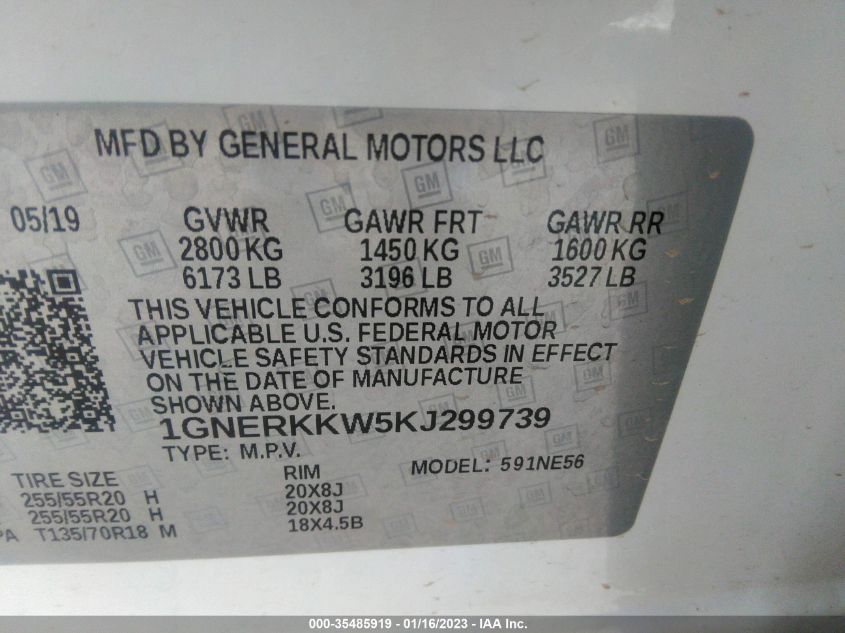 MFD BY GENERAL MOTORS LLC
05/19 GVWR GAWR FRT GAWR RR
2800 KG 1450 KG 1600 KG
6173 LB 3196 LB 3527 LB
THIS VEHICLE CONFORMS TO ALL
APPLICABLE U.S. FEDERAL MOTOR
VEHICLE SAFETY STANDARDS IN EFFECT
ON THE DATE OF MANUFACTURE
SHOWN ABOVE.
1GNERKKW5KJ299739
TYPE: M.P.V. MODEL: 591NE56
TIRE SIZE RIM
255/55R20 H 20X8J
255/55R20 H 20X8J
PA T135/70R18 M 18X4.5B
GM
000-35485919 - 01/16/2023 - IAA Inc.